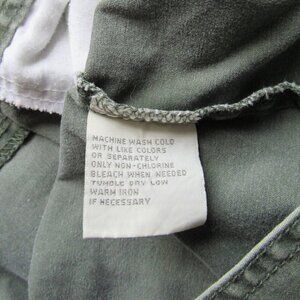 MACHINE WASH COLD
WITH LIKE COLORS
OR SEPARATELY
ONLY NON-CHLORINE
BLEACH WHEN NEEDED
TUMBLE DRY LOW
WARM IRON
IF NECESSARY